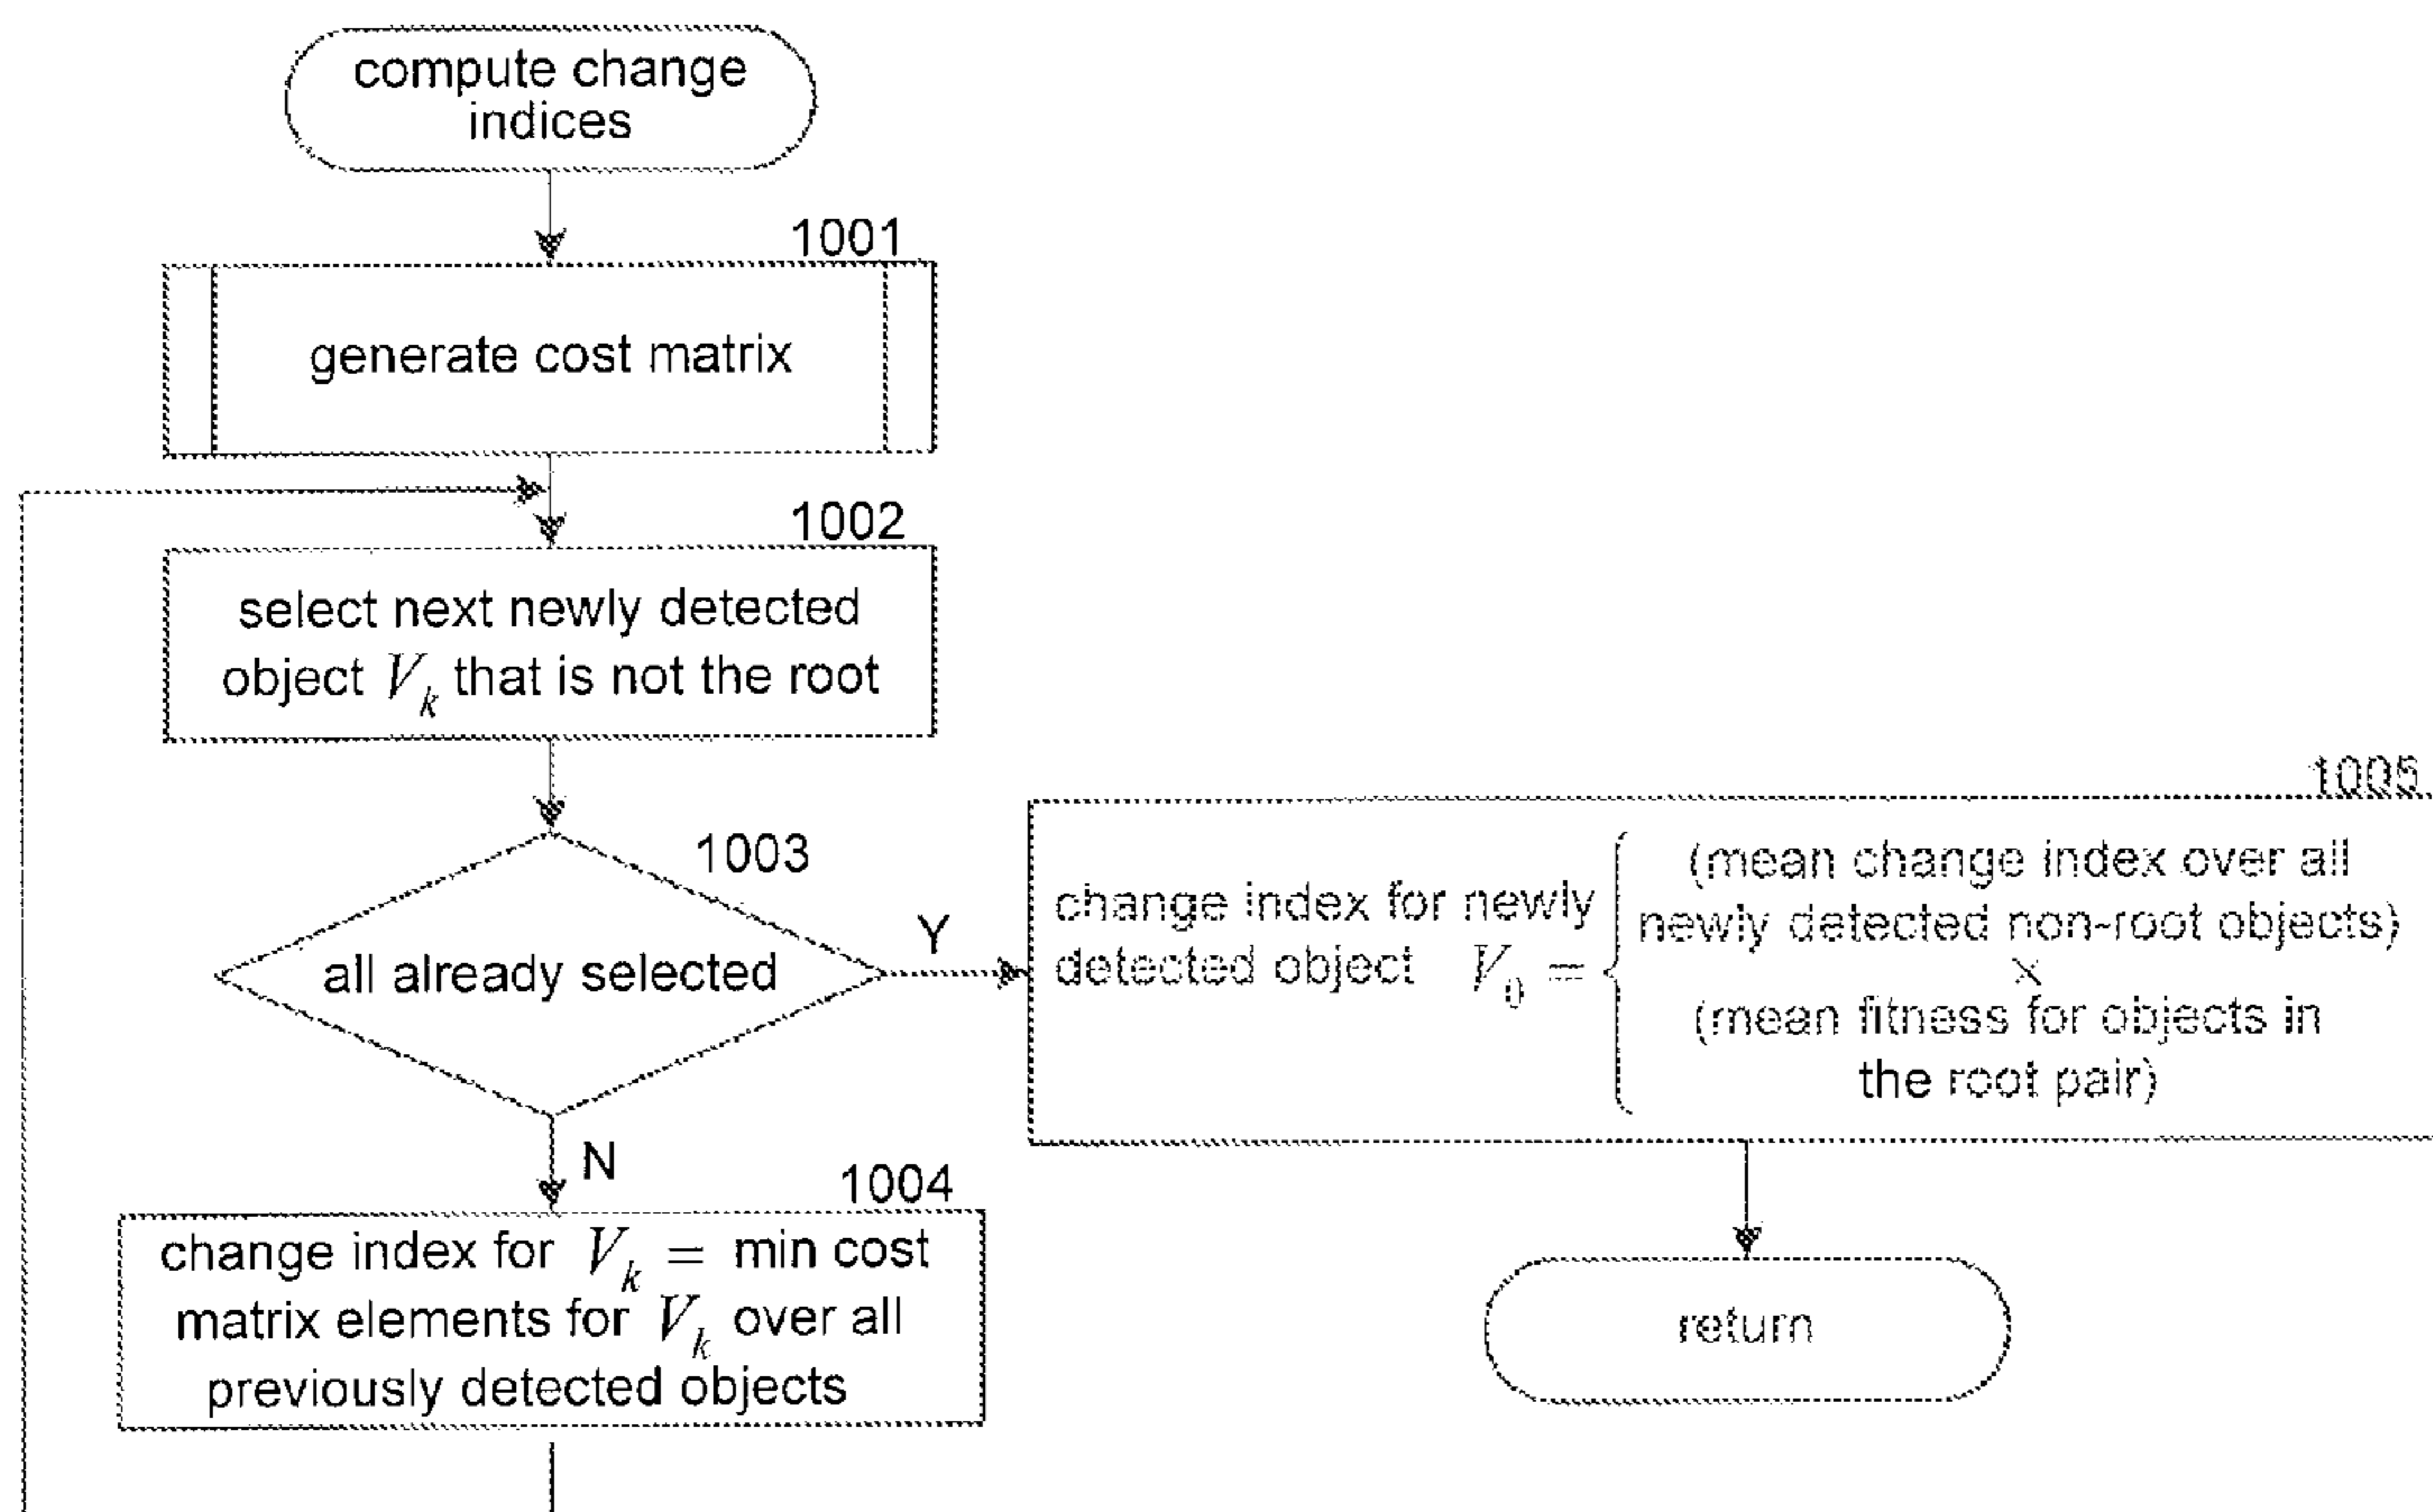 compute change
indices
1001
generate cost matrix
1002
select next newly detected
object V_k that is not the root
1003
all already selected
Y
N
1004
change index for V_k = min cost
matrix elements for V_k over all
previously detected objects
1005
change index for newly
detected object V_0 =
(mean change index over all
newly detected non-root objects)
×
(mean fitness for objects in
the root pair)
return